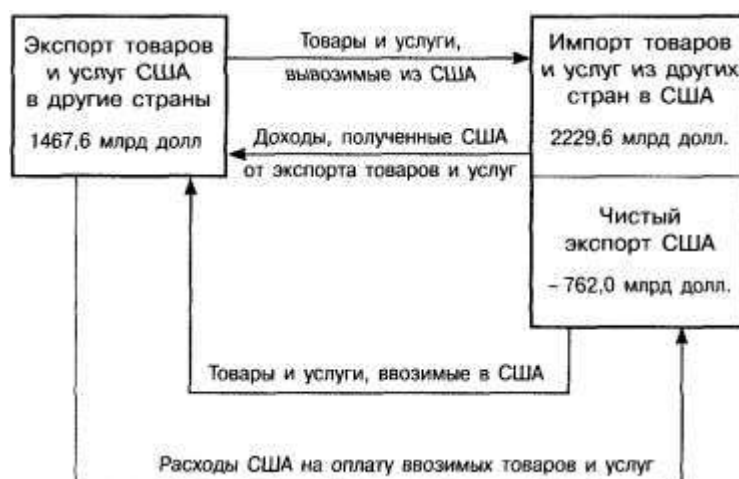 Экспорт товаров
и услуг США
в другие страны
1467,6 млрд долл
Товары и услуги,
вывозимые из США
Импорт товаров
и услуг из других
стран в США
2229,6 млрд долл.
Доходы, полученные США
от экспорта товаров и услуг
Чистый
экспорт США
– 762,0 млрд долл.
Товары и услуги, ввозимые в США
Расходы США на оплату ввозимых товаров и услуг